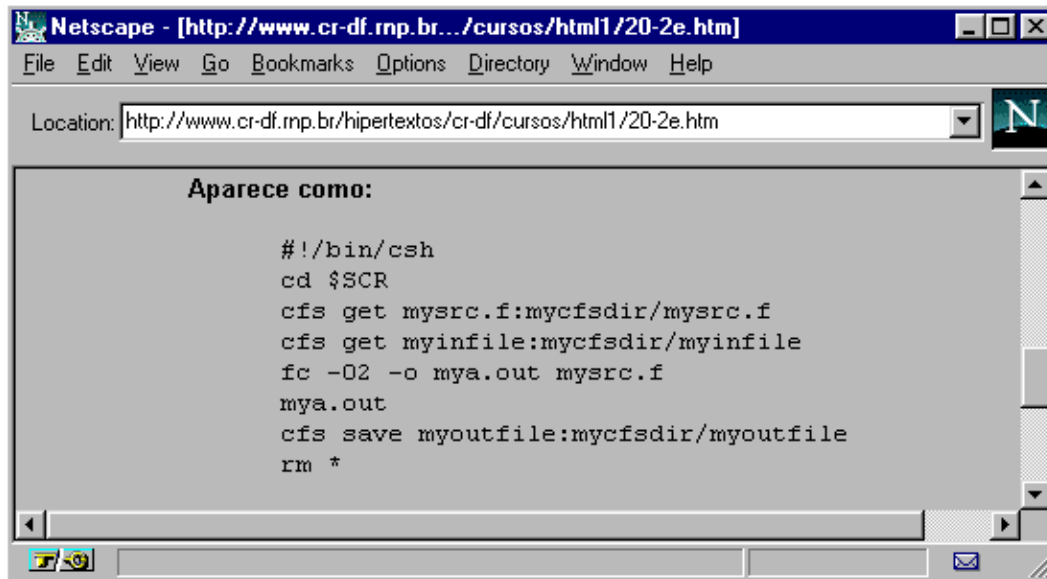 Netscape - [http://www.cr-df.rnp.br.../cursos/html1/20-2e.htm]
File Edit View Go Bookmarks Options Directory Window Help
Location: http://www.cr-df.rnp.br/hipertextos/cr-df/cursos/html1/20-2e.htm
N
Aparece como:
#!/bin/csh
cd $SCR
cfs get mysrc.f:mycfsdir/mysrc.f
cfs get myinfile:mycfsdir/myinfile
fc -O2 -o mya.out mysrc.f
mya.out
cfs save myoutfile:mycfsdir/myoutfile
rm *